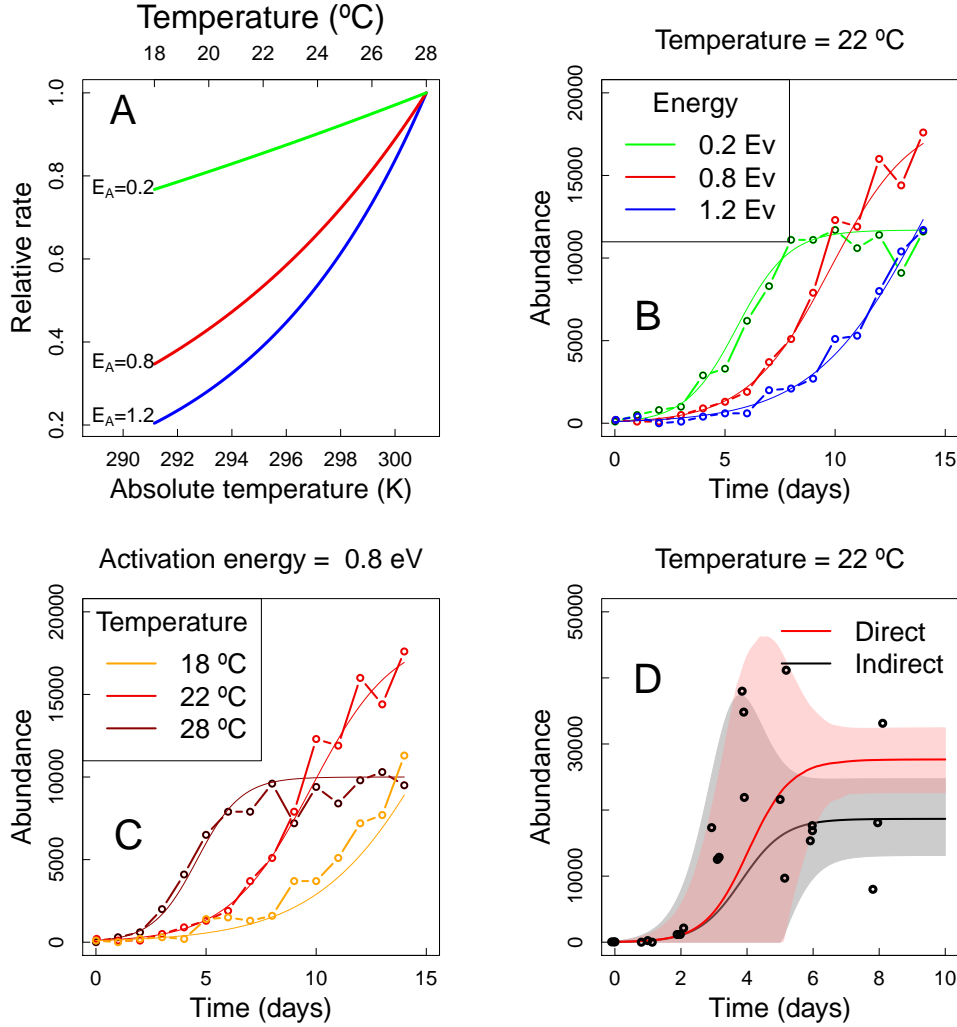 Temperature (ºC)
18 20 22 24 26 28
A
Relative rate
0.2 0.4 0.6 0.8 1.0
E_A=0.2
E_A=0.8
E_A=1.2
290 292 294 296 298 300
Absolute temperature (K)
Temperature = 22 ºC
Abundance
0 5000 10000 15000 20000
Energy
0.2 Ev
0.8 Ev
1.2 Ev
B
0 5 10 15
Time (days)
Activation energy = 0.8 eV
Abundance
0 5000 10000 15000 20000
Temperature
18 ºC
22 ºC
28 ºC
C
0 5 10 15
Time (days)
Temperature = 22 ºC
Abundance
0 10000 20000 30000 50000
Direct
Indirect
D
0 2 4 6 8 10
Time (days)